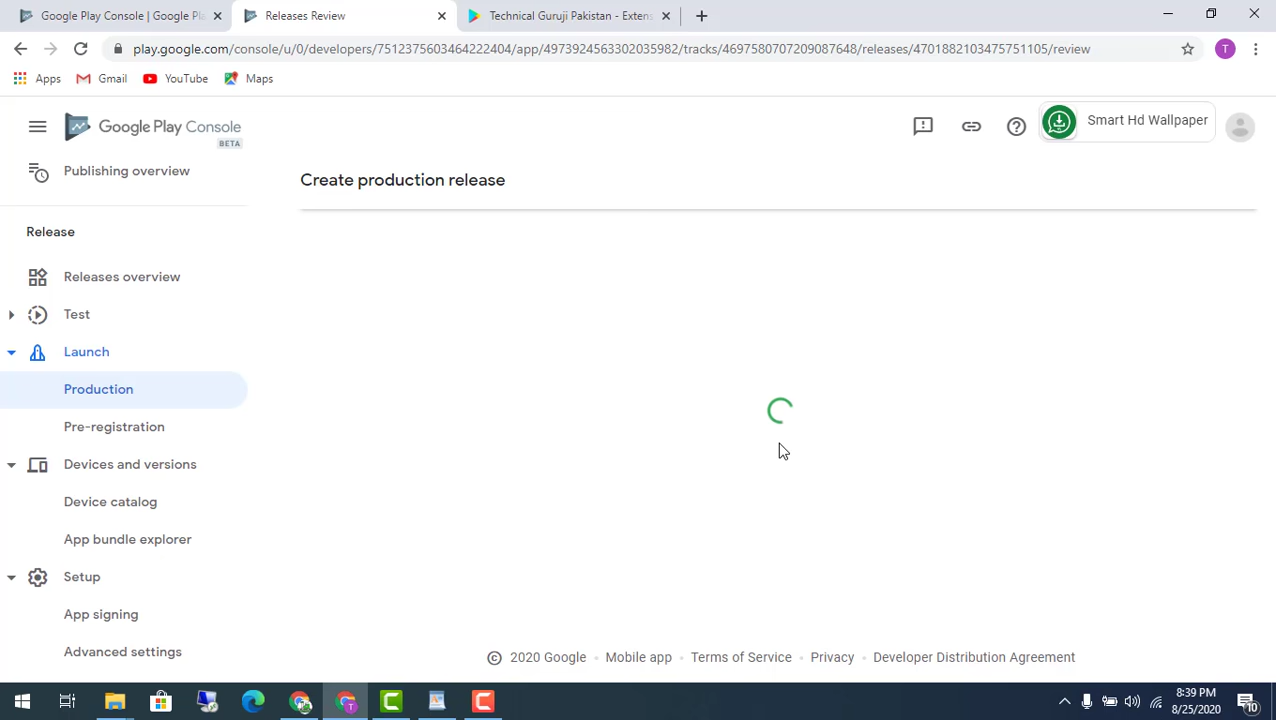 Google Play Console | Google Pla
Releases Review
Technical Guruji Pakistan - Extens
play.google.com/console/u/0/developers/7512375603464222404/app/4973924563302035982/tracks/4697580707209087648/releases/4701882103475751105/review
T
Apps
Gmail
YouTube
Maps
Google Play Console
BETA
Smart Hd Wallpaper
Publishing overview
Create production release
Release
Releases overview
Test
Launch
Production
Pre-registration
Devices and versions
Device catalog
App bundle explorer
Setup
App signing
Advanced settings
© 2020 Google • Mobile app • Terms of Service • Privacy • Developer Distribution Agreement
8:39 PM
8/25/2020
10